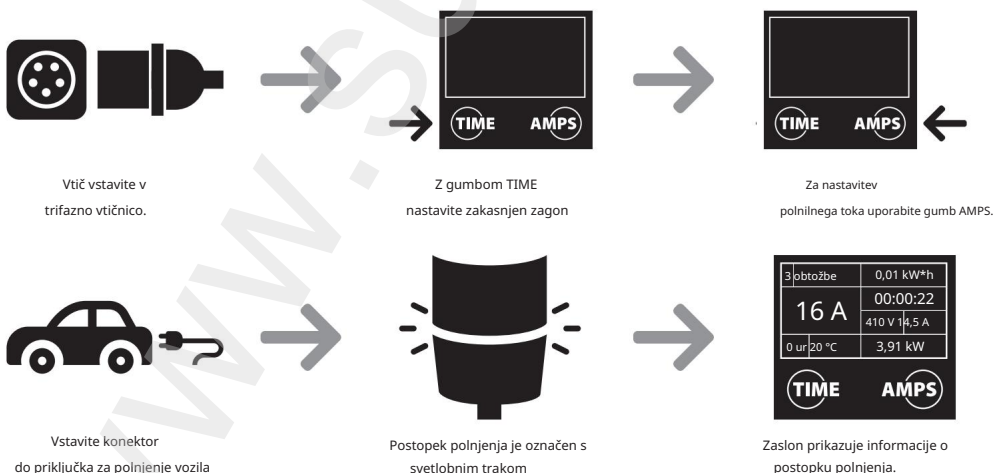 TIME AMPS
TIME AMPS
Vtič vstavite v
trifazno vtičnico.
Z gumbom TIME
nastavite zakasnjen zagon
Za nastavitev
polnilnega toka uporabite gumb AMPS.
3 obtožbe 0,01 kW*h
16 A 00:00:22
410 V 14,5 A
0 ur 20 °C 3,91 kW
TIME AMPS
Vstavite konektor
do priključka za polnjenje vozila
Postopek polnjenja je označen s
svetlobnim trakom
Zaslon prikazuje informacije o
postopku polnjenja.